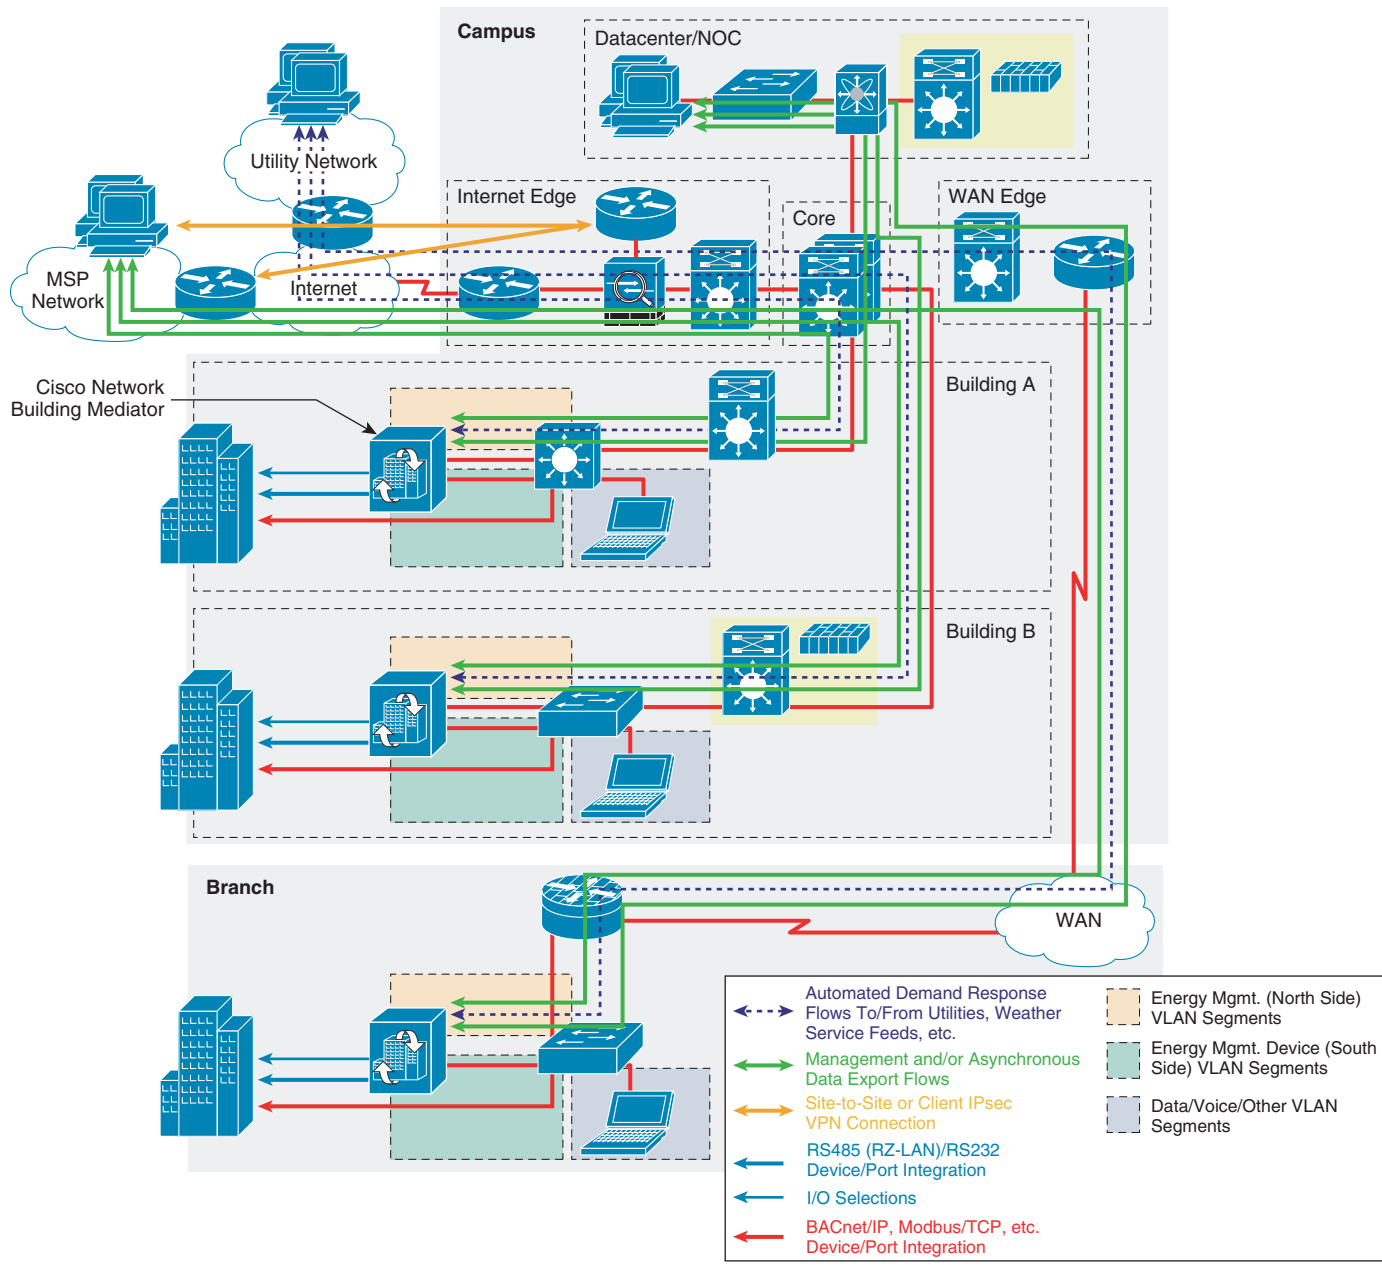 Campus
Datacenter/NOC
Utility Network
Internet Edge
WAN Edge
Core
MSP
Network
Internet
Cisco Network
Building Mediator
Building A
Building B
Branch
WAN
Automated Demand Response
Flows To/From Utilities, Weather
Service Feeds, etc.
Management and/or Asynchronous
Data Export Flows
Site-to-Site or Client IPsec
VPN Connection
RS485 (RZ-LAN)/RS232
Device/Port Integration
I/O Selections
BACnet/IP, Modbus/TCP, etc.
Device/Port Integration
Energy Mgmt. (North Side)
VLAN Segments
Energy Mgmt. Device (South
Side) VLAN Segments
Data/Voice/Other VLAN
Segments